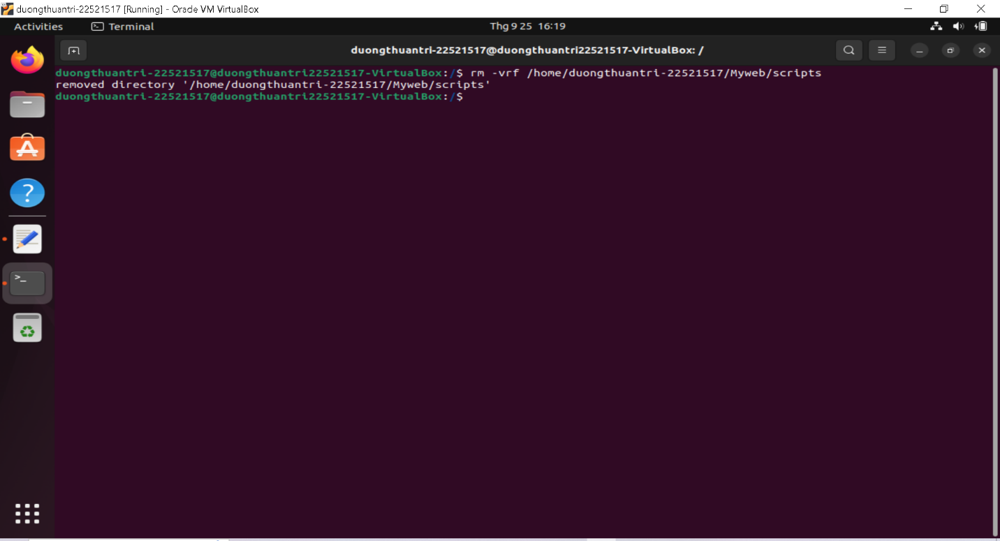 duongthuantri-22521517 [Running] - Oracle VM VirtualBox
Activities Terminal Thg 9 25 16:19
duongthuantri-22521517@duongthuantri22521517-VirtualBox: /
duongthuantri-22521517@duongthuantri22521517-VirtualBox:/$ rm -vrf /home/duongthuantri-22521517/Myweb/scripts
removed directory '/home/duongthuantri-22521517/Myweb/scripts'
duongthuantri-22521517@duongthuantri22521517-VirtualBox:/$